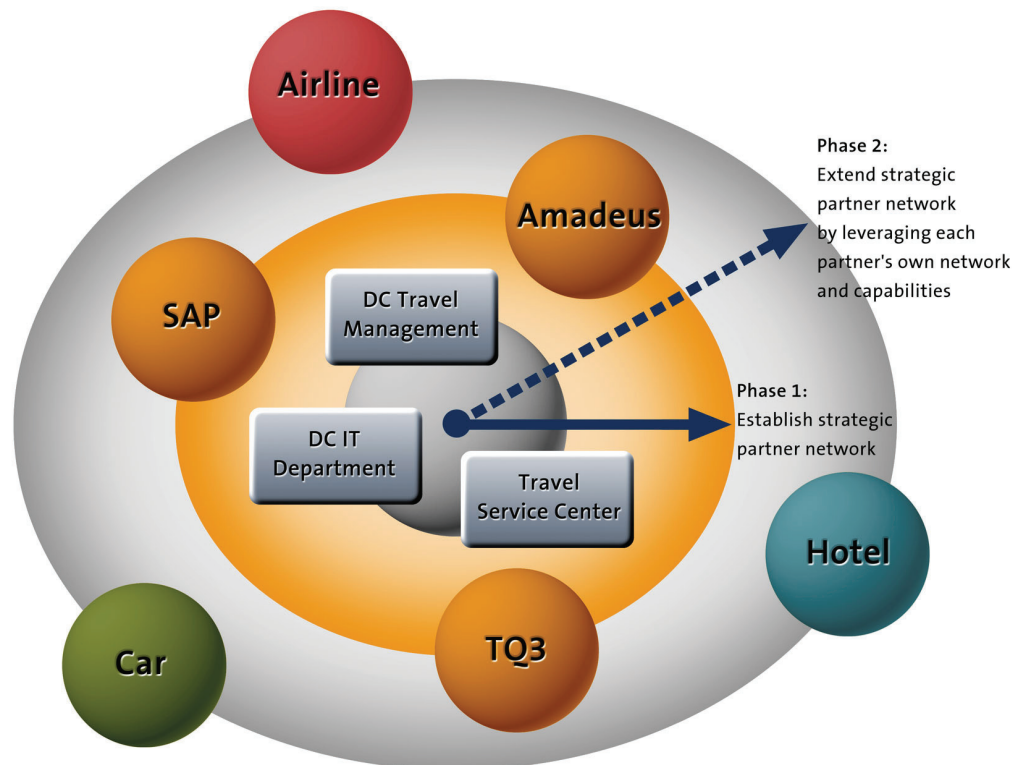 Airline
Amadeus
Phase 2:
Extend strategic
partner network
by leveraging each
partner's own network
and capabilities
SAP
DC Travel
Management
Phase 1:
Establish strategic
partner network
DC IT
Department
Travel
Service Center
Hotel
Car
TQ3